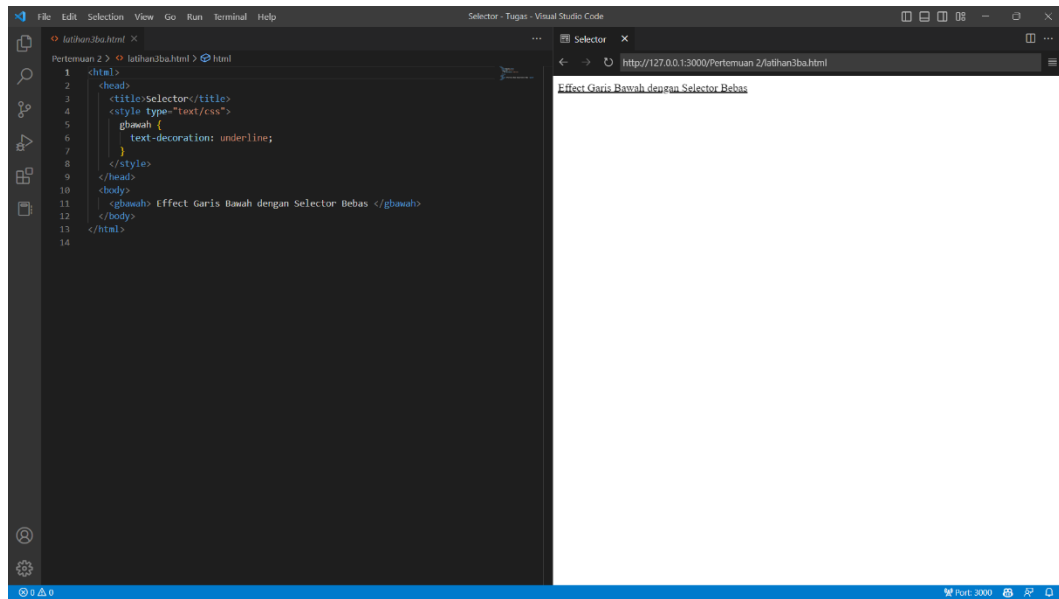 File Edit Selection View Go Run Terminal Help
Selector - Tugas - Visual Studio Code
latihan3ba.html
Pertemuan 2 > latihan3ba.html > html
1 <html>
2 <head>
3 <title>Selector</title>
4 <style type="text/css">
5 gbawah {
6 text-decoration: underline;
7 }
8 </style>
9 </head>
10 <body>
11 <gbawah> Effect Garis Bawah dengan Selector Bebas </gbawah>
12 </body>
13 </html>
14
Selector
http://127.0.0.1:3000/Pertemuan 2/latihan3ba.html
Effect Garis Bawah dengan Selector Bebas
0 0
Port: 3000